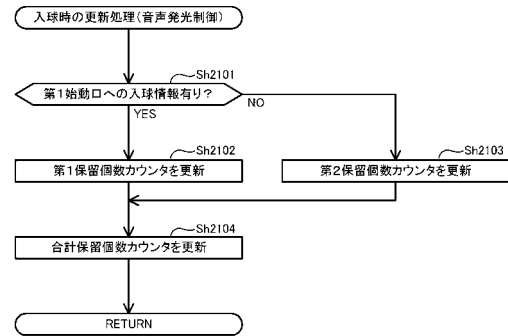 入球時の更新処理(音声発光制御)
Sh2101
第1始動口への入球情報有り?
YES
NO
Sh2102
第1保留個数カウンタを更新
Sh2103
第2保留個数カウンタを更新
Sh2104
合計保留個数カウンタを更新
RETURN